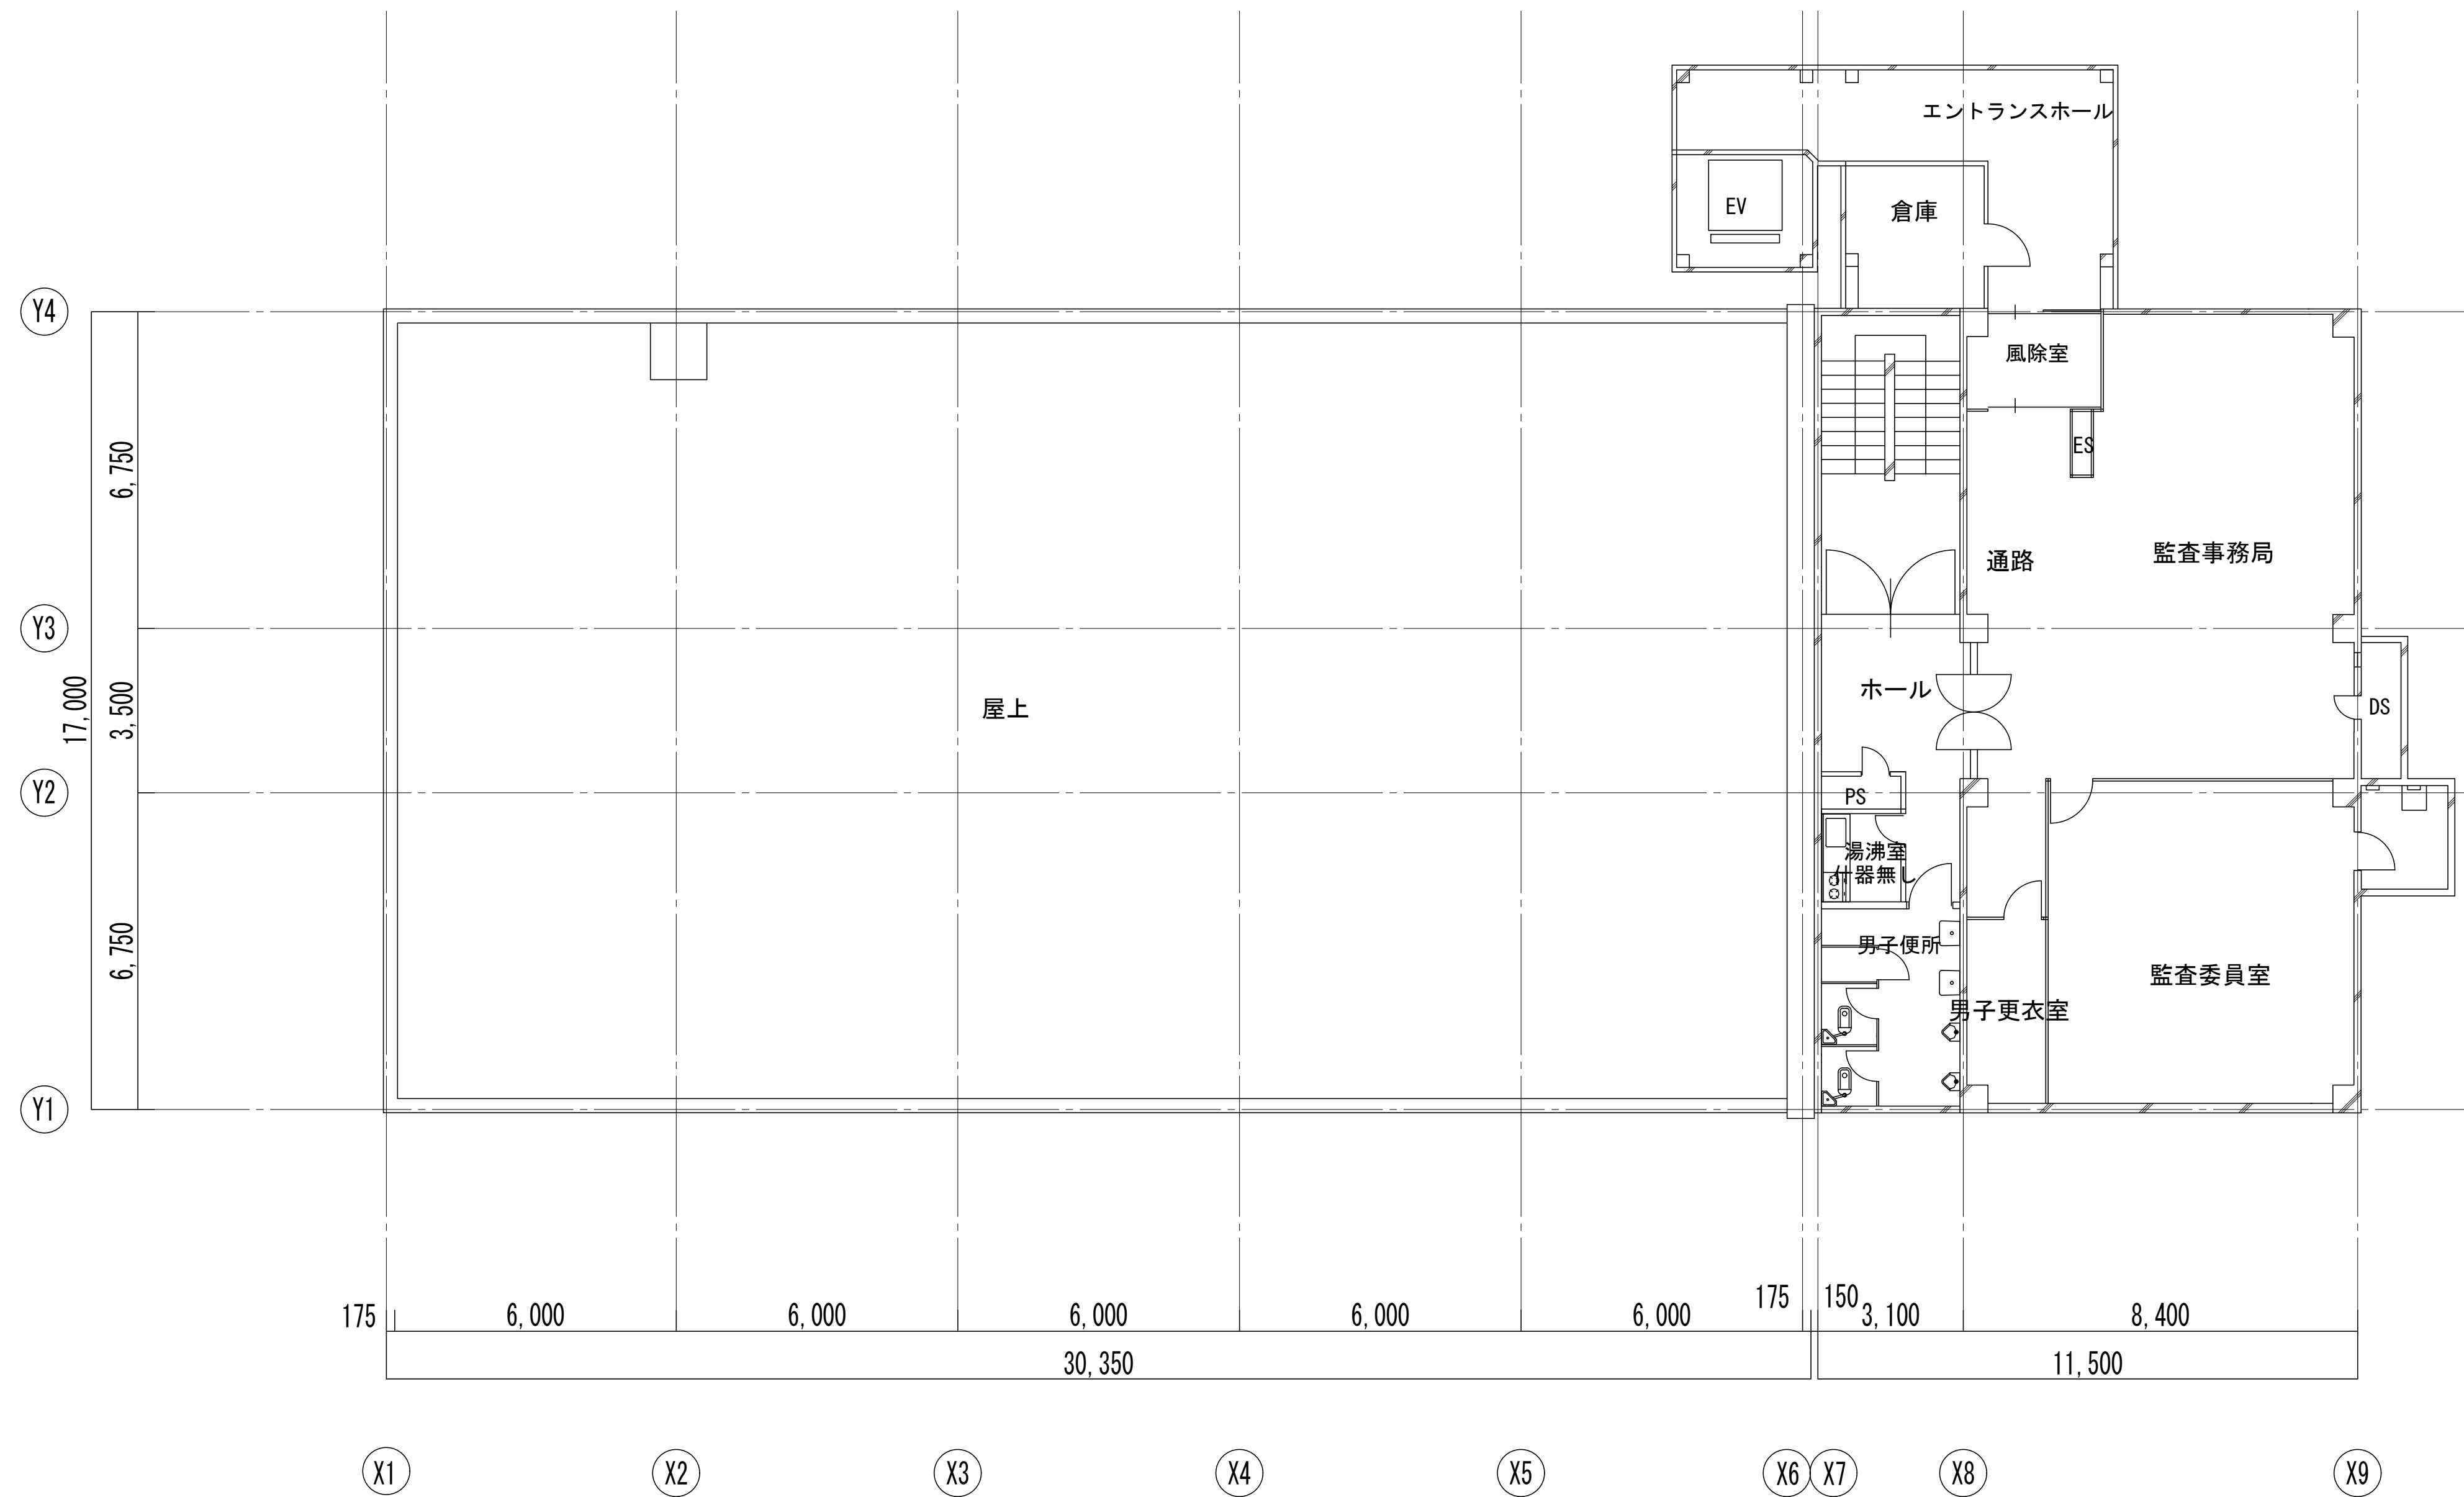 エントランスホール
EV
倉庫
Y4
風除室
ES
6,750
通路
監査事務局
Y3
17,000
3,500
屋上
ホール
DS
Y2
PS
湯沸室
什器無し
6,750
男子便所
監査委員室
男子更衣室
Y1
175
6,000
6,000
6,000
6,000
6,000
175
150
3,100
8,400
30,350
11,500
X1
X2
X3
X4
X5
X6
X7
X8
X9